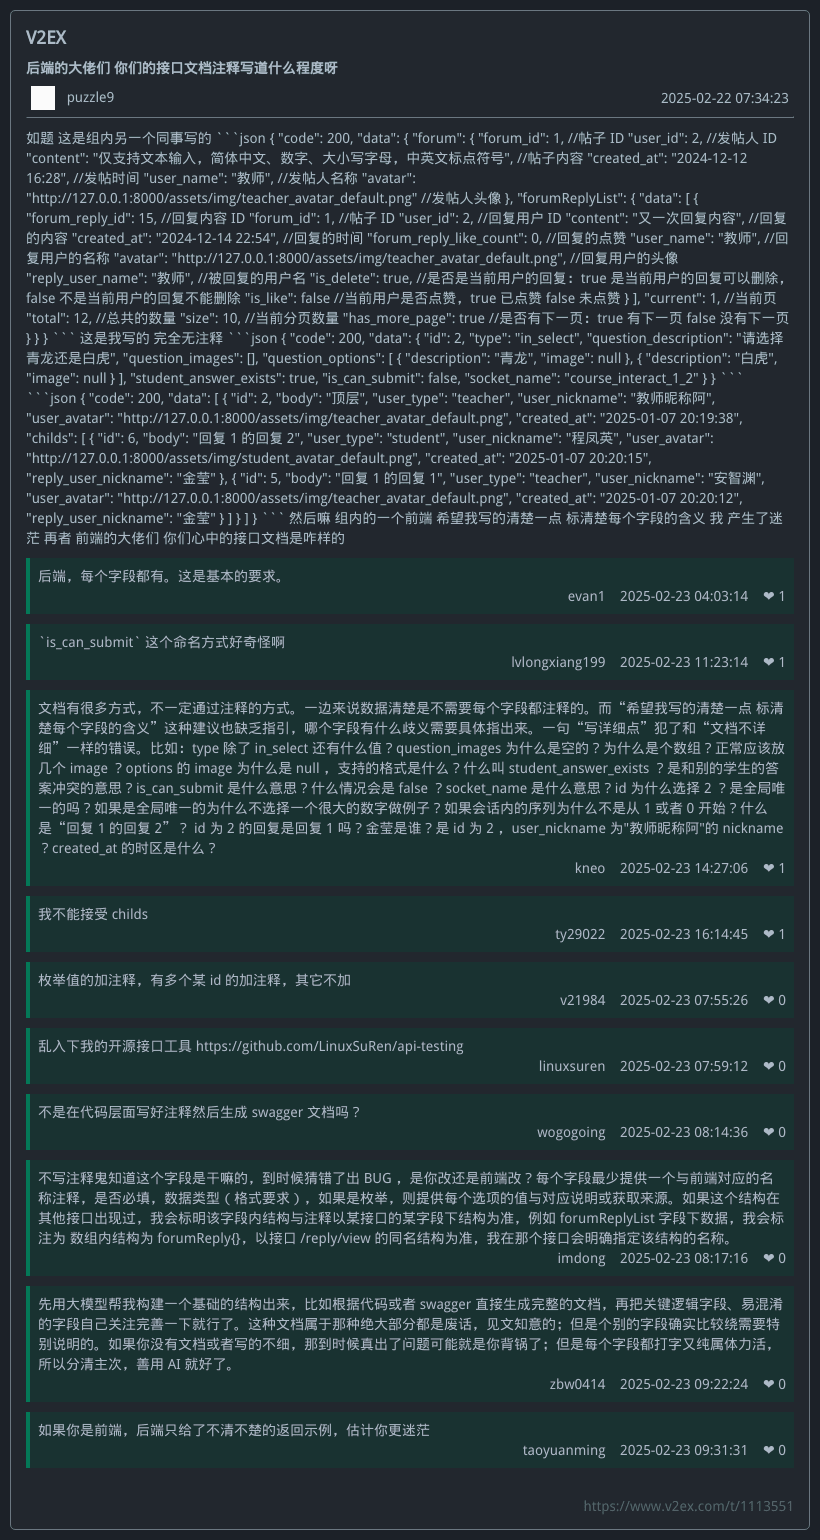 V2EX
后端的大佬们 你们的接口文档注释写道什么程度呀
puzzle9 2025-02-22 07:34:23
如题 这是组内另一个同事写的 ```json { "code": 200, "data": { "forum": { "forum_id": 1, //帖子 ID "user_id": 2, //发帖人 ID
"content": "仅支持文本输入，简体中文、数字、大小写字母，中英文标点符号", //帖子内容 "created_at": "2024-12-12
16:28", //发帖时间 "user_name": "教师", //发帖人名称 "avatar":
"http://127.0.0.1:8000/assets/img/teacher_avatar_default.png" //发帖人头像 }, "forumReplyList": { "data": [ {
"forum_reply_id": 15, //回复内容 ID "forum_id": 1, //帖子 ID "user_id": 2, //回复用户 ID "content": "又一次回复内容", //回复
的内容 "created_at": "2024-12-14 22:54", //回复的时间 "forum_reply_like_count": 0, //回复的点赞 "user_name": "教师", //回
复用户的名称 "avatar": "http://127.0.0.1:8000/assets/img/teacher_avatar_default.png", //回复用户的头像
"reply_user_name": "教师", //被回复的用户名 "is_delete": true, //是否是当前用户的回复：true 是当前用户的回复可以删除，
false 不是当前用户的回复不能删除 "is_like": false //当前用户是否点赞，true 已点赞 false 未点赞 } ], "current": 1, //当前页
"total": 12, //总共的数量 "size": 10, //当前分页数量 "has_more_page": true //是否有下一页：true 有下一页 false 没有下一页
} } } ``` 这是我写的 完全无注释 ```json { "code": 200, "data": { "id": 2, "type": "in_select", "question_description": "请选择
青龙还是白虎", "question_images": [], "question_options": [ { "description": "青龙", "image": null }, { "description": "白虎",
"image": null } ], "student_answer_exists": true, "is_can_submit": false, "socket_name": "course_interact_1_2" } } ```
```json { "code": 200, "data": [ { "id": 2, "body": "顶层", "user_type": "teacher", "user_nickname": "教师昵称阿",
"user_avatar": "http://127.0.0.1:8000/assets/img/teacher_avatar_default.png", "created_at": "2025-01-07 20:19:38",
"childs": [ { "id": 6, "body": "回复 1 的回复 2", "user_type": "student", "user_nickname": "程凤英", "user_avatar":
"http://127.0.0.1:8000/assets/img/student_avatar_default.png", "created_at": "2025-01-07 20:20:15",
"reply_user_nickname": "金莹" }, { "id": 5, "body": "回复 1 的回复 1", "user_type": "teacher", "user_nickname": "安智渊",
"user_avatar": "http://127.0.0.1:8000/assets/img/teacher_avatar_default.png", "created_at": "2025-01-07 20:20:12",
"reply_user_nickname": "金莹" } ] } ] } ``` 然后嘛 组内的一个前端 希望我写的清楚一点 标清楚每个字段的含义 我 产生了迷
茫 再者 前端的大佬们 你们心中的接口文档是咋样的
后端，每个字段都有。这是基本的要求。
evan1 2025-02-23 04:03:14 ❤ 1
`is_can_submit` 这个命名方式好奇怪啊
lvlongxiang199 2025-02-23 11:23:14 ❤ 1
文档有很多方式，不一定通过注释的方式。一边来说数据清楚是不需要每个字段都注释的。而“希望我写的清楚一点 标清
楚每个字段的含义”这种建议也缺乏指引，哪个字段有什么歧义需要具体指出来。一句“写详细点”犯了和“文档不详
细”一样的错误。比如：type 除了 in_select 还有什么值？question_images 为什么是空的？为什么是个数组？正常应该放
几个 image ？options 的 image 为什么是 null ，支持的格式是什么？什么叫 student_answer_exists ？是和别的学生的答
案冲突的意思？is_can_submit 是什么意思？什么情况会是 false ？socket_name 是什么意思？id 为什么选择 2 ？是全局唯
一的吗？如果是全局唯一的为什么不选择一个很大的数字做例子？如果会话内的序列为什么不是从 1 或者 0 开始？什么
是“回复 1 的回复 2”？ id 为 2 的回复是回复 1 吗？金莹是谁？是 id 为 2 ，user_nickname 为"教师昵称阿"的 nickname
？created_at 的时区是什么？
kneo 2025-02-23 14:27:06 ❤ 1
我不能接受 childs
ty29022 2025-02-23 16:14:45 ❤ 1
枚举值的加注释，有多个某 id 的加注释，其它不加
v21984 2025-02-23 07:55:26 ❤ 0
乱入下我的开源接口工具 https://github.com/LinuxSuRen/api-testing
linuxsuren 2025-02-23 07:59:12 ❤ 0
不是在代码层面写好注释然后生成 swagger 文档吗？
wogogoing 2025-02-23 08:14:36 ❤ 0
不写注释鬼知道这个字段是干嘛的，到时候猜错了出 BUG ，是你改还是前端改？每个字段最少提供一个与前端对应的名
称注释，是否必填，数据类型（格式要求），如果是枚举，则提供每个选项的值与对应说明或获取来源。如果这个结构在
其他接口出现过，我会标明该字段内结构与注释以某接口的某字段下结构为准，例如 forumReplyList 字段下数据，我会标
注为 数组内结构为 forumReply{}，以接口 /reply/view 的同名结构为准，我在那个接口会明确指定该结构的名称。
imdong 2025-02-23 08:17:16 ❤ 0
先用大模型帮我构建一个基础的结构出来，比如根据代码或者 swagger 直接生成完整的文档，再把关键逻辑字段、易混淆
的字段自己关注完善一下就行了。这种文档属于那种绝大部分都是废话，见文知意的；但是个别的字段确实比较绕需要特
别说明的。如果你没有文档或者写的不细，那到时候真出了问题可能就是你背锅了；但是每个字段都打字又纯属体力活，
所以分清主次，善用 AI 就好了。
zbw0414 2025-02-23 09:22:24 ❤ 0
如果你是前端，后端只给了不清不楚的返回示例，估计你更迷茫
taoyuanming 2025-02-23 09:31:31 ❤ 0
https://www.v2ex.com/t/1113551